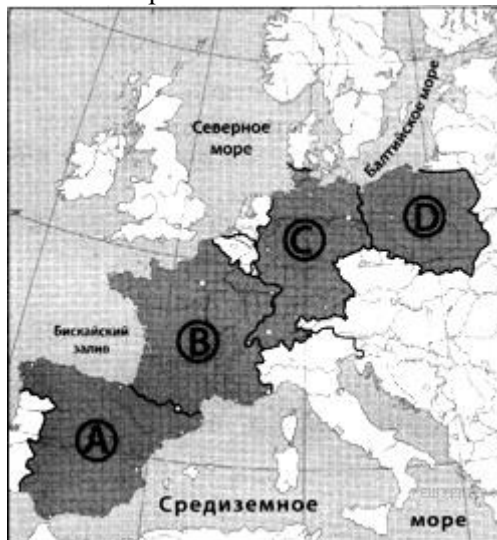 Северное
море
Балтийское море
D
C
Бискайский
залив
B
A
Средиземное
море